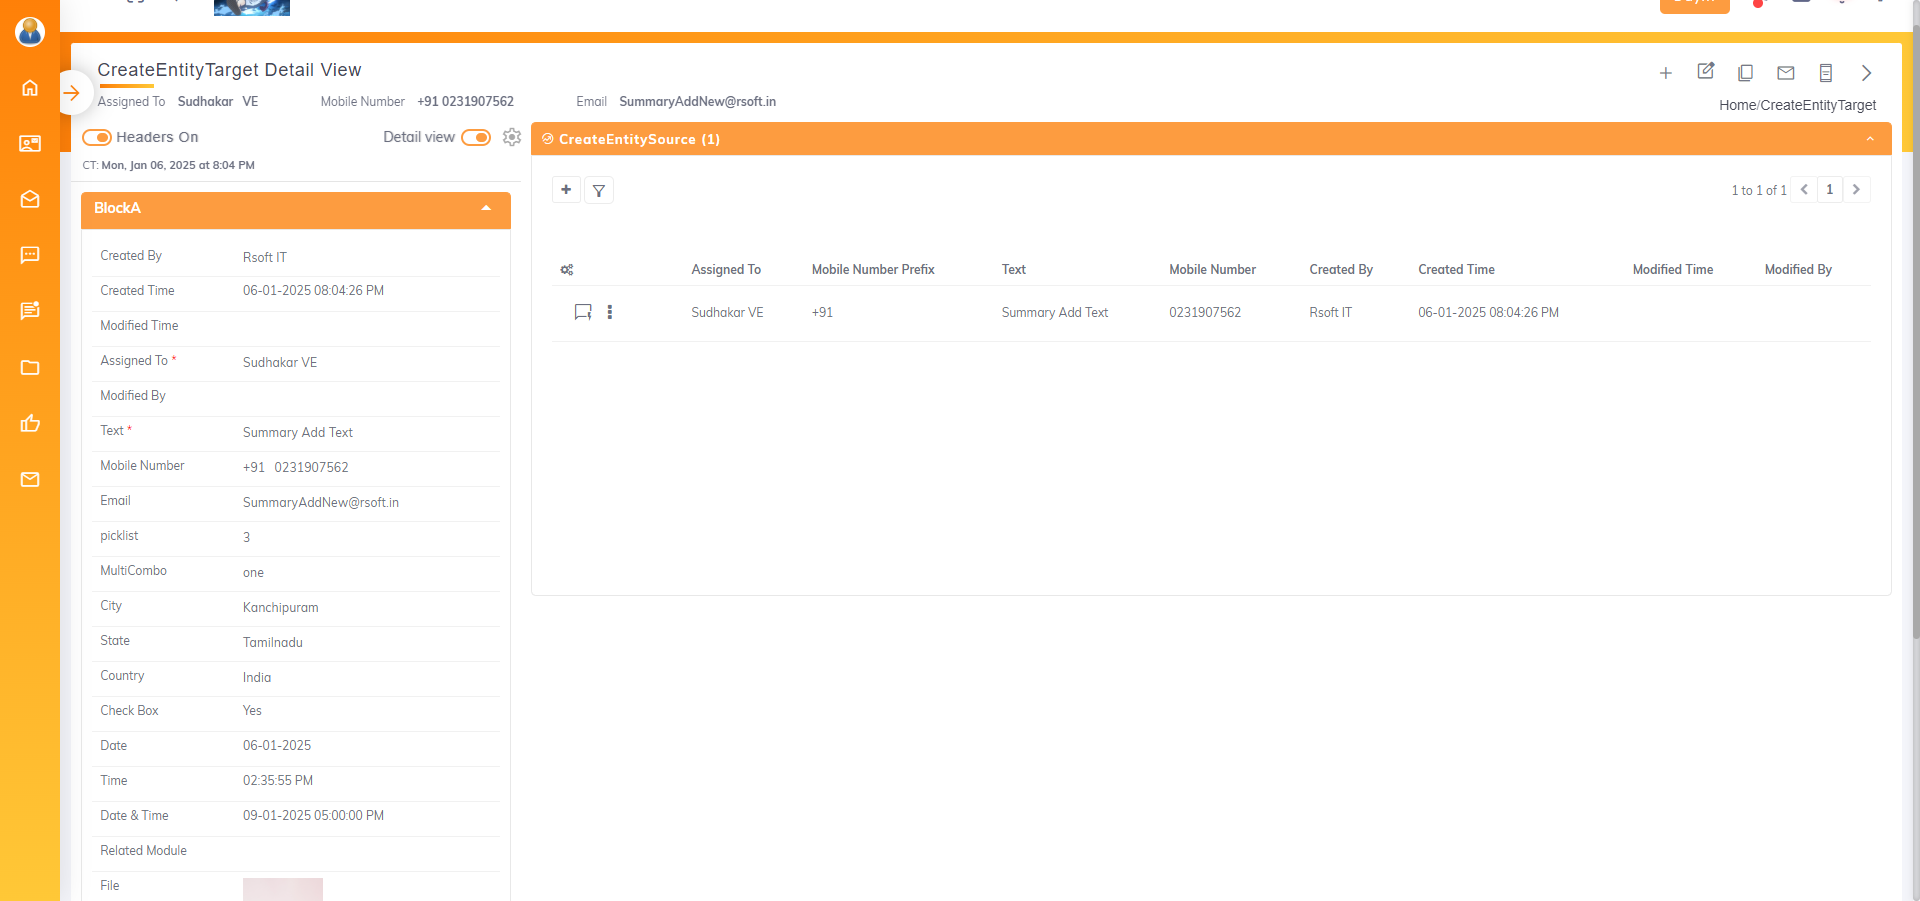 CreateEntityTarget Detail View
Assigned To Sudhakar VE Mobile Number +91 0231907562 Email SummaryAddNew@rsoft.in
Home/CreateEntityTarget
Headers On Detail view
CT: Mon, Jan 06, 2025 at 8:04 PM
BlockA
Created By Rsoft IT
Created Time 06-01-2025 08:04:26 PM
Modified Time
Assigned To * Sudhakar VE
Modified By
Text * Summary Add Text
Mobile Number +91 0231907562
Email SummaryAddNew@rsoft.in
picklist 3
MultiCombo one
City Kanchipuram
State Tamilnadu
Country India
Check Box Yes
Date 06-01-2025
Time 02:35:55 PM
Date & Time 09-01-2025 05:00:00 PM
Related Module
File
CreateEntitySource (1)
1 to 1 of 1 1
Assigned To Mobile Number Prefix Text Mobile Number Created By Created Time Modified Time Modified By
Sudhakar VE +91 Summary Add Text 0231907562 Rsoft IT 06-01-2025 08:04:26 PM